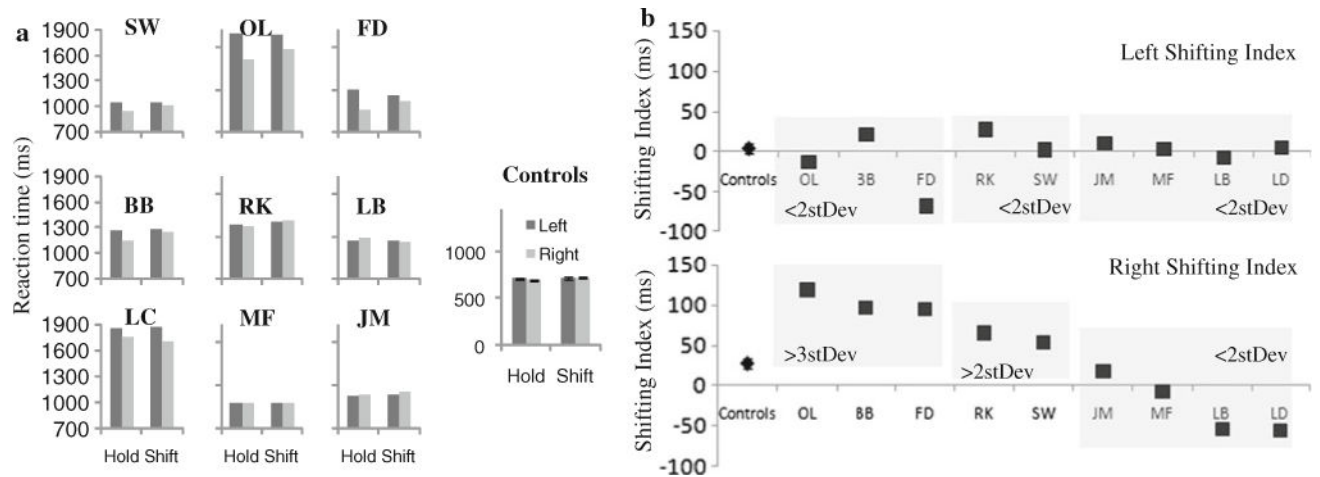 a
SW OL FD
1900
1600
1300
1000
700
BB RK LB
1900
1600
1300
1000
700
LC MF JM
1900
1600
1300
1000
700
Reaction time (ms)
Hold Shift Hold Shift Hold Shift
Controls
Left
Right
1000
500
0
Hold Shift
b
Left Shifting Index
Shifting Index (ms)
150
100
50
0
-50
-100
Controls OL BB FD RK SW JM MF LB LD
<2stDev <2stDev <2stDev
Right Shifting Index
Shifting Index (ms)
150
100
50
0
-50
-100
>3stDev >2stDev <2stDev
Controls OL BB FD RK SW JM MF LB LD